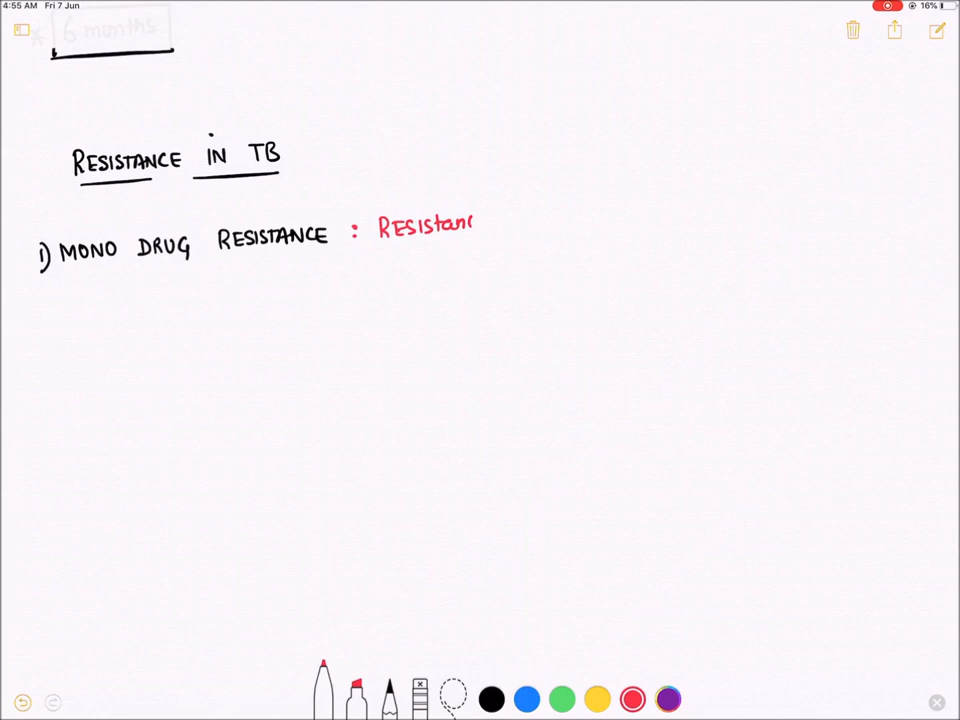 4:55 AM Fri 7 Jun
16%
* 6 months
RESISTANCE IN TB
1) MONO DRUG RESISTANCE : RESistanc